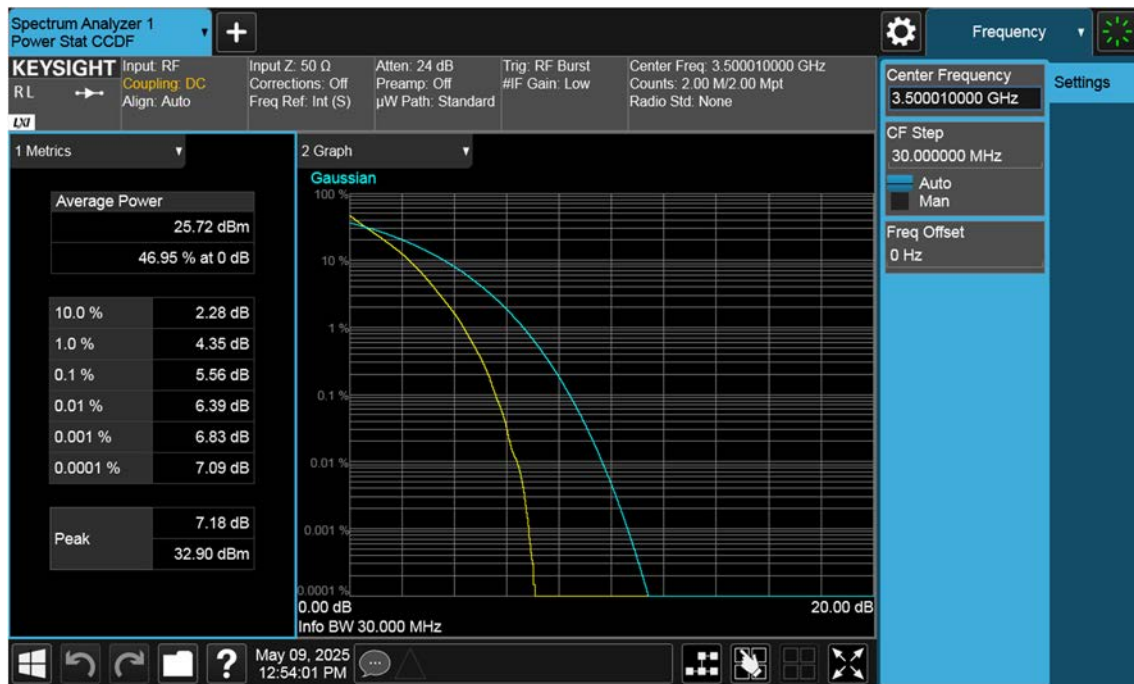 Spectrum Analyzer 1
Power Stat CCDF
+
Frequency
KEYSIGHT
RL
LXI
Input: RF
Coupling: DC
Align: Auto
Input Z: 50 Ω
Corrections: Off
Freq Ref: Int (S)
Atten: 24 dB
Preamp: Off
µW Path: Standard
Trig: RF Burst
#IF Gain: Low
Center Freq: 3.500010000 GHz
Counts: 2.00 M/2.00 Mpt
Radio Std: None
Center Frequency
3.500010000 GHz
Settings
CF Step
30.000000 MHz
Auto
Man
Freq Offset
0 Hz
1 Metrics
Average Power
25.72 dBm
46.95 % at 0 dB
10.0 % 2.28 dB
1.0 % 4.35 dB
0.1 % 5.56 dB
0.01 % 6.39 dB
0.001 % 6.83 dB
0.0001 % 7.09 dB
Peak
7.18 dB
32.90 dBm
2 Graph
Gaussian
100 %
10 %
1 %
0.1 %
0.01 %
0.001 %
0.0001 %
0.00 dB 20.00 dB
Info BW 30.000 MHz
?
May 09, 2025
12:54:01 PM